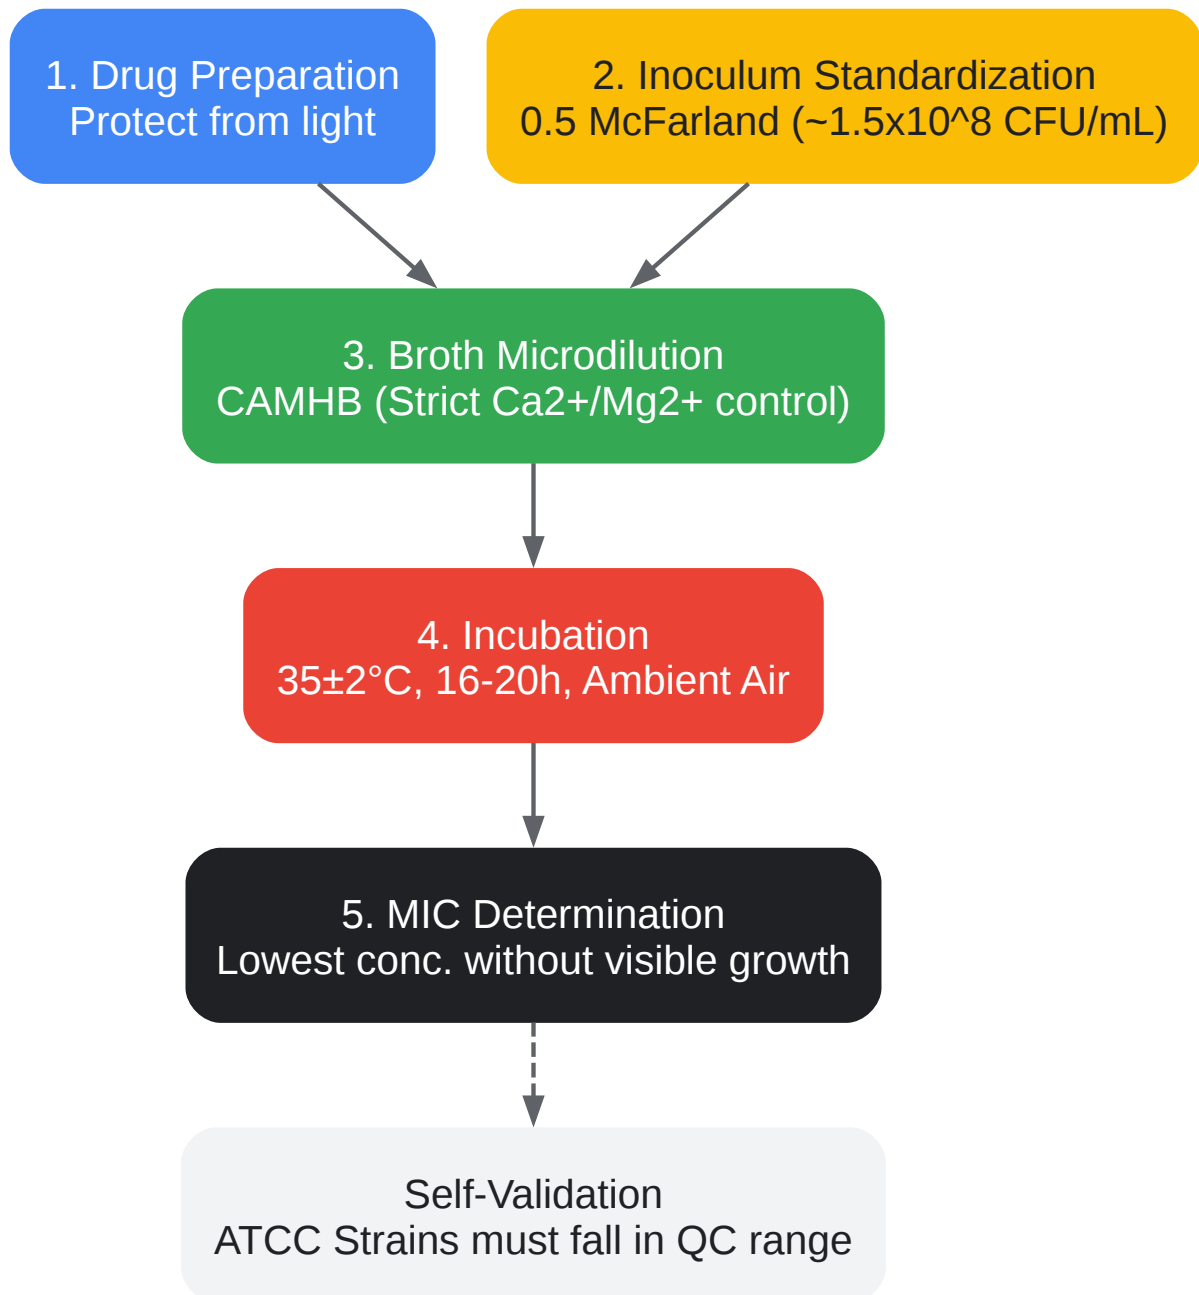 1. Drug Preparation
Protect from light
2. Inoculum Standardization
0.5 McFarland (~1.5x10^8 CFU/mL)
3. Broth Microdilution
CAMHB (Strict Ca2+/Mg2+ control)
4. Incubation
35±2°C, 16-20h, Ambient Air
5. MIC Determination
Lowest conc. without visible growth
Self-Validation
ATCC Strains must fall in QC range